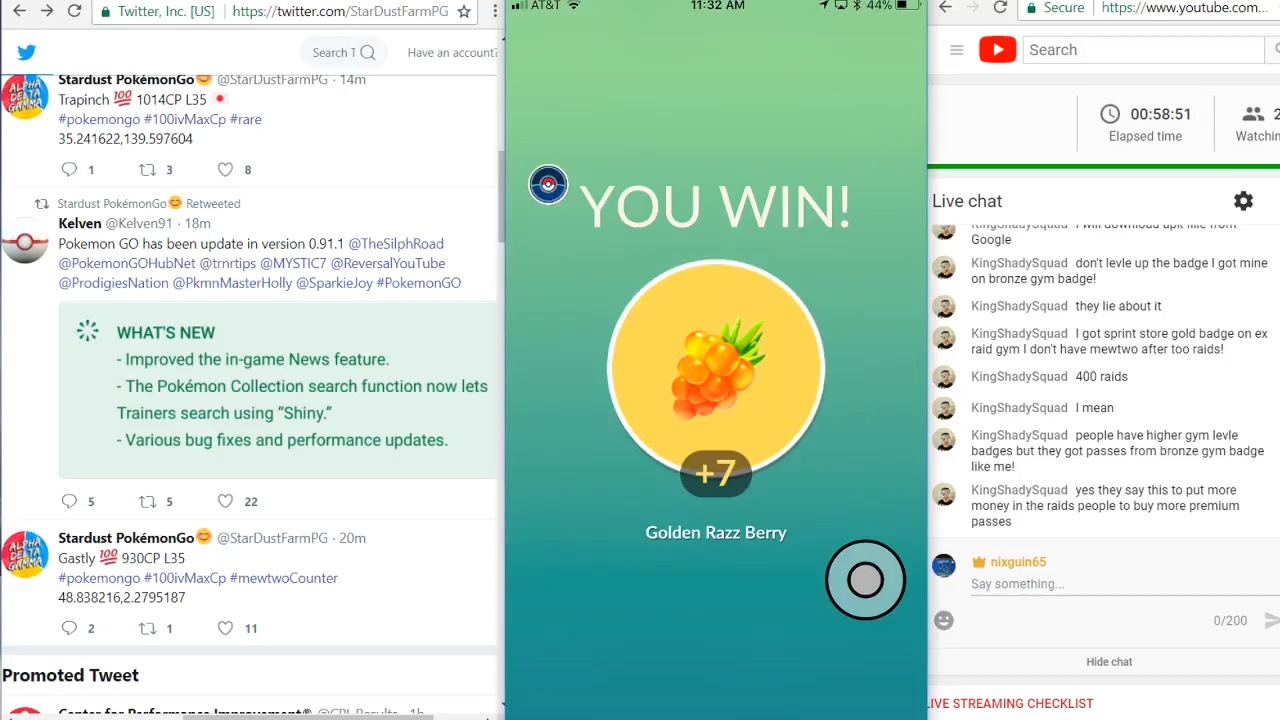 Twitter, Inc. [US]
https://twitter.com/StarDustFarmPG
Search T
Have an account?
Stardust PokémonGo😊 @StarDustFarmPG · 14m
Trapinch 💯 1014CP L35 🇯🇵
#pokemongo #100ivMaxCp #rare
35.241622,139.597604
1 3 8
Stardust PokémonGo😊 Retweeted
Kelven @Kelven91 · 18m
Pokemon GO has been update in version 0.91.1 @TheSilphRoad
@PokemonGOHubNet @trnrtips @MYSTIC7 @ReversalYouTube
@ProdigiesNation @PkmnMasterHolly @SparkieJoy #PokemonGO
WHAT'S NEW
- Improved the in-game News feature.
- The Pokémon Collection search function now lets
Trainers search using “Shiny.”
- Various bug fixes and performance updates.
5 5 22
Stardust PokémonGo😊 @StarDustFarmPG · 20m
Gastly 💯 930CP L35
#pokemongo #100ivMaxCp #mewtwoCounter
48.838216,2.2795187
2 1 11
Promoted Tweet
Center for Performance Improvement® @CPI_Results · 1h
AT&T
11:32 AM
44%
YOU WIN!
+7
Golden Razz Berry
Secure
https://www.youtube.com...
Search
00:58:51
Elapsed time
2
Watchin
Live chat
KingShadySquad I will download apk file from
Google
KingShadySquad don't levle up the badge I got mine
on bronze gym badge!
KingShadySquad they lie about it
KingShadySquad I got sprint store gold badge on ex
raid gym I don't have mewtwo after too raids!
KingShadySquad 400 raids
KingShadySquad I mean
KingShadySquad people have higher gym levle
badges but they got passes from bronze gym badge
like me!
KingShadySquad yes they say this to put more
money in the raids people to buy more premium
passes
nixguin65
Say something...
0/200
Hide chat
LIVE STREAMING CHECKLIST